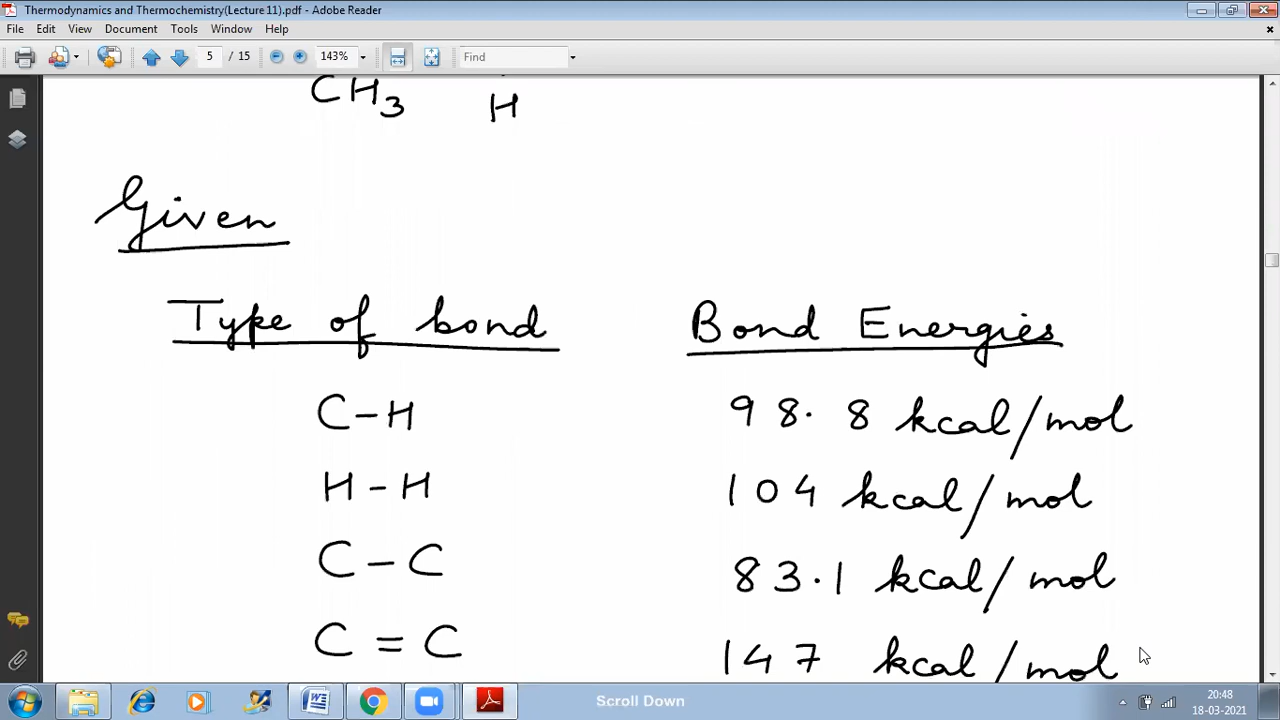 Thermodynamics and Thermochemistry(Lecture 11).pdf - Adobe Reader
File Edit View Document Tools Window Help
5 / 15 143% Find
CH3 H
Given
Type of bond Bond Energies
C-H 98.8 kcal/mol
H-H 104 kcal/mol
C-C 83.1 kcal/mol
C=C 147 kcal/mol
Scroll Down
20:48
18-03-2021